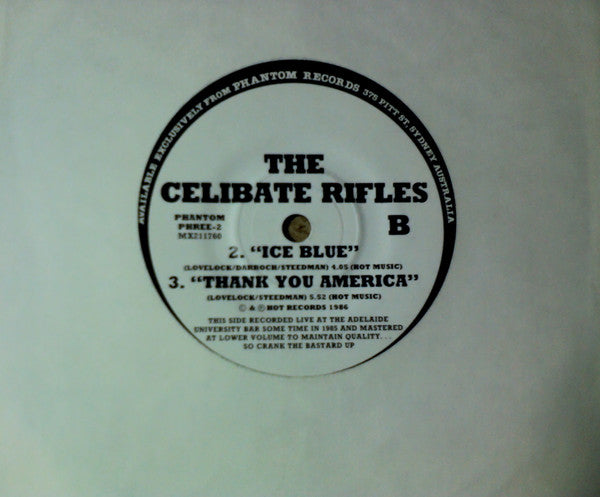 AVAILABLE EXCLUSIVELY FROM PHANTOM RECORDS 375 PITT ST. SYDNEY AUSTRALIA
THE
CELIBATE RIFLES
PHANTOM
PHREE-2
MX211760
B
2. "ICE BLUE"
(LOVELOCK/DARROCH/STEEDMAN) 4.05 (HOT MUSIC)
3. "THANK YOU AMERICA"
(LOVELOCK/STEEDMAN) 5.52 (HOT MUSIC)
© & ℗ HOT RECORDS 1986
THIS SIDE RECORDED LIVE AT THE ADELAIDE
UNIVERSITY BAR SOME TIME IN 1985 AND MASTERED
AT LOWER VOLUME TO MAINTAIN QUALITY...
SO CRANK THE BASTARD UP